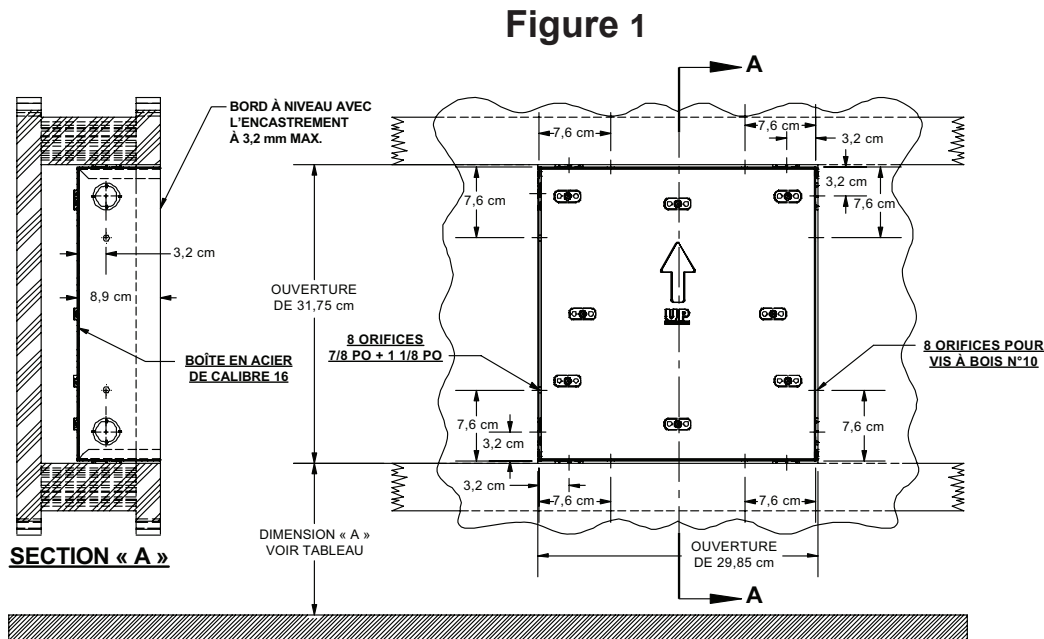 Figure 1
A
BORD À NIVEAU AVEC
L'ENCASTREMENT
À 3,2 mm MAX.
7,6 cm
7,6 cm
3,2 cm
3,2 cm
7,6 cm
7,6 cm
3,2 cm
8,9 cm
OUVERTURE
DE 31,75 cm
UP
8 ORIFICES
7/8 PO + 1 1/8 PO
8 ORIFICES POUR
VIS À BOIS N°10
BOÎTE EN ACIER
DE CALIBRE 16
7,6 cm
3,2 cm
7,6 cm
3,2 cm
7,6 cm
7,6 cm
DIMENSION « A »
VOIR TABLEAU
OUVERTURE
DE 29,85 cm
SECTION « A »
A